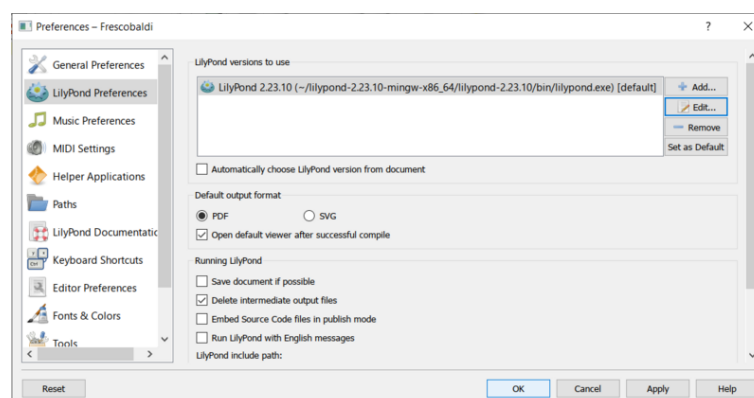 Preferences – Frescobaldi
?
General Preferences
LilyPond Preferences
Music Preferences
MIDI Settings
Helper Applications
Paths
LilyPond Documentatic
Keyboard Shortcuts
Editor Preferences
Fonts & Colors
Tools
LilyPond versions to use
LilyPond 2.23.10 (~/lilypond-2.23.10-mingw-x86_64/lilypond-2.23.10/bin/lilypond.exe) [default]
Add...
Edit...
Remove
Set as Default
Automatically choose LilyPond version from document
Default output format
PDF
SVG
Open default viewer after successful compile
Running LilyPond
Save document if possible
Delete intermediate output files
Embed Source Code files in publish mode
Run LilyPond with English messages
LilyPond include path:
Reset
OK
Cancel
Apply
Help